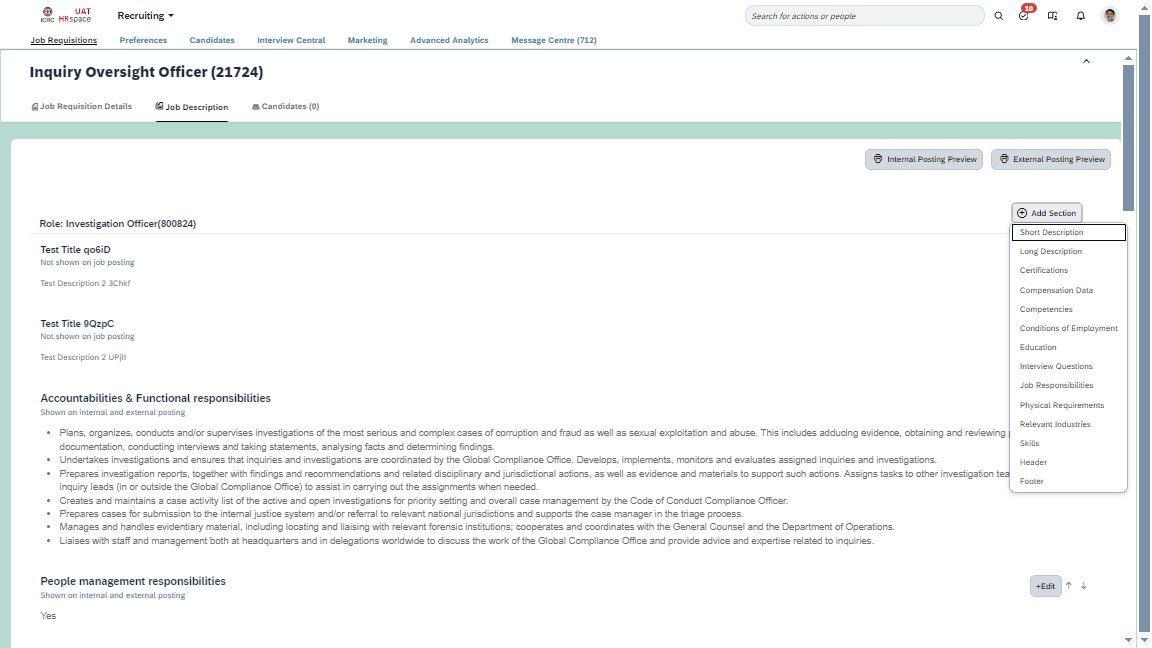 ICRC
UAT
HRspace
Recruiting
Search for actions or people
10
Job Requisitions
Preferences
Candidates
Interview Central
Marketing
Advanced Analytics
Message Centre (712)
Inquiry Oversight Officer (21724)
Job Requisition Details
Job Description
Candidates (0)
Internal Posting Preview
External Posting Preview
Add Section
Role: Investigation Officer(800824)
Short Description
Long Description
Certifications
Compensation Data
Competencies
Conditions of Employment
Education
Interview Questions
Job Responsibilities
Physical Requirements
Relevant Industries
Skills
Header
Footer
Test Title qo6iD
Not shown on job posting
Test Description 2 3Chkf
Test Title 9QzpC
Not shown on job posting
Test Description 2
Accountabilities & Functional responsibilities
Shown on internal and external posting
Plans, organizes, conducts and/or supervises investigations of the most serious and complex cases of corruption and fraud as well as sexual exploitation and abuse. This includes adducing evidence, obtaining and reviewing
documentation, conducting interviews and taking statements, analysing facts and determining findings.
Undertakes investigations and ensures that inquiries and investigations are coordinated by the Global Compliance Office. Develops, implements, monitors and evaluates assigned inquiries and investigations.
Prepares investigation reports, together with findings and recommendations and related disciplinary and jurisdictional actions, as well as evidence and materials to support such actions. Assigns tasks to other investigation tea
inquiry leads (in or outside the Global Compliance Office) to assist in carrying out the assignments when needed.
Creates and maintains a case activity list of the active and open investigations for priority setting and overall case management by the Code of Conduct Compliance Officer.
Prepares cases for submission to the internal justice system and/or referral to relevant national jurisdictions and supports the case manager in the triage process.
Manages and handles evidentiary material, including locating and liaising with relevant forensic institutions; cooperates and coordinates with the General Counsel and the Department of Operations.
Liaises with staff and management both at headquarters and in delegations worldwide to discuss the work of the Global Compliance Office and provide advice and expertise related to inquiries.
People management responsibilities
Shown on internal and external posting
+Edit
Yes